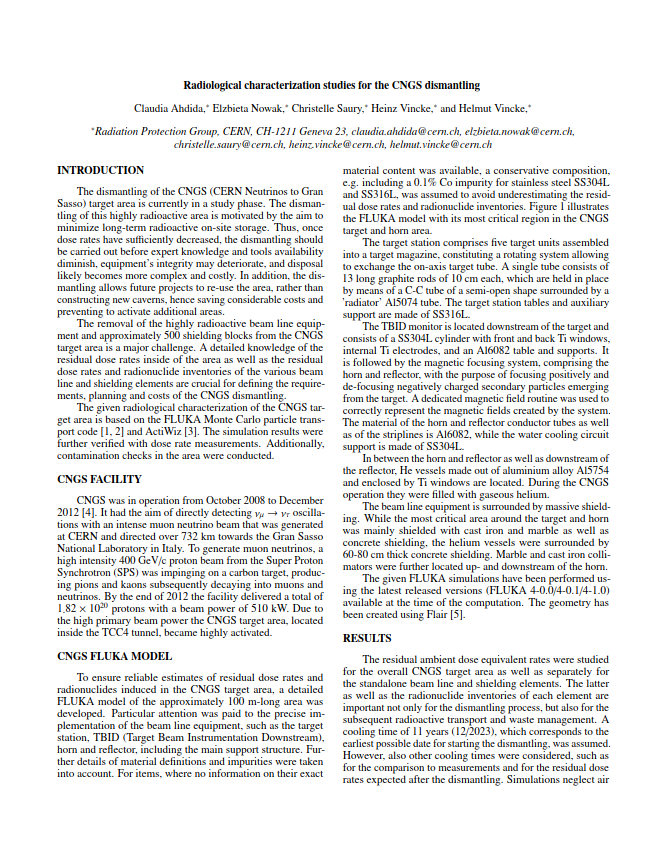 Radiological characterization studies for the CNGS dismantling
Claudia Ahdida,* Elzbieta Nowak,* Christelle Saury,* Heinz Vincke,* and Helmut Vincke,*
*Radiation Protection Group, CERN, CH-1211 Geneva 23, claudia.ahdida@cern.ch, elzbieta.nowak@cern.ch,
christelle.saury@cern.ch, heinz.vincke@cern.ch, helmut.vincke@cern.ch
INTRODUCTION
The dismantling of the CNGS (CERN Neutrinos to Gran
Sasso) target area is currently in a study phase. The disman-
tling of this highly radioactive area is motivated by the aim to
minimize long-term radioactive on-site storage. Thus, once
dose rates have sufficiently decreased, the dismantling should
be carried out before expert knowledge and tools availability
diminish, equipment's integrity may deteriorate, and disposal
likely becomes more complex and costly. In addition, the dis-
mantling allows future projects to re-use the area, rather than
constructing new caverns, hence saving considerable costs and
preventing to activate additional areas.
The removal of the highly radioactive beam line equip-
ment and approximately 500 shielding blocks from the CNGS
target area is a major challenge. A detailed knowledge of the
residual dose rates inside of the area as well as the residual
dose rates and radionuclide inventories of the various beam
line and shielding elements are crucial for defining the require-
ments, planning and costs of the CNGS dismantling.
The given radiological characterization of the CNGS tar-
get area is based on the FLUKA Monte Carlo particle trans-
port code [1, 2] and ActiWiz [3]. The simulation results were
further verified with dose rate measurements. Additionally,
contamination checks in the area were conducted.
CNGS FACILITY
CNGS was in operation from October 2008 to December
2012 [4]. It had the aim of directly detecting νμ → ντ oscilla-
tions with an intense muon neutrino beam that was generated
at CERN and directed over 732 km towards the Gran Sasso
National Laboratory in Italy. To generate muon neutrinos, a
high intensity 400 GeV/c proton beam from the Super Proton
Synchrotron (SPS) was impinging on a carbon target, produc-
ing pions and kaons subsequently decaying into muons and
neutrinos. By the end of 2012 the facility delivered a total of
1,82 × 10²⁰ protons with a beam power of 510 kW. Due to
the high primary beam power the CNGS target area, located
inside the TCC4 tunnel, became highly activated.
CNGS FLUKA MODEL
To ensure reliable estimates of residual dose rates and
radionuclides induced in the CNGS target area, a detailed
FLUKA model of the approximately 100 m-long area was
developed. Particular attention was paid to the precise im-
plementation of the beam line equipment, such as the target
station, TBID (Target Beam Instrumentation Downstream),
horn and reflector, including the main support structure. Fur-
ther details of material definitions and impurities were taken
into account. For items, where no information on their exact
material content was available, a conservative composition,
e.g. including a 0.1% Co impurity for stainless steel SS304L
and SS316L, was assumed to avoid underestimating the resid-
ual dose rates and radionuclide inventories. Figure 1 illustrates
the FLUKA model with its most critical region in the CNGS
target and horn area.
The target station comprises five target units assembled
into a target magazine, constituting a rotating system allowing
to exchange the on-axis target tube. A single tube consists of
13 long graphite rods of 10 cm each, which are held in place
by means of a C-C tube of a semi-open shape surrounded by a
'radiator' Al5074 tube. The target station tables and auxiliary
support are made of SS316L.
The TBID monitor is located downstream of the target and
consists of a SS304L cylinder with front and back Ti windows,
internal Ti electrodes, and an Al6082 table and supports. It
is followed by the magnetic focusing system, comprising the
horn and reflector, with the purpose of focusing positively and
de-focusing negatively charged secondary particles emerging
from the target. A dedicated magnetic field routine was used to
correctly represent the magnetic fields created by the system.
The material of the horn and reflector conductor tubes as well
as of the striplines is Al6082, while the water cooling circuit
support is made of SS304L.
In between the horn and reflector as well as downstream of
the reflector, He vessels made out of aluminium alloy Al5754
and enclosed by Ti windows are located. During the CNGS
operation they were filled with gaseous helium.
The beam line equipment is surrounded by massive shield-
ing. While the most critical area around the target and horn
was mainly shielded with cast iron and marble as well as
concrete shielding, the helium vessels were surrounded by
60-80 cm thick concrete shielding. Marble and cast iron colli-
mators were further located up- and downstream of the horn.
The given FLUKA simulations have been performed us-
ing the latest released versions (FLUKA 4-0.0/4-0.1/4-1.0)
available at the time of the computation. The geometry has
been created using Flair [5].
RESULTS
The residual ambient dose equivalent rates were studied
for the overall CNGS target area as well as separately for
the standalone beam line and shielding elements. The latter
as well as the radionuclide inventories of each element are
important not only for the dismantling process, but also for the
subsequent radioactive transport and waste management. A
cooling time of 11 years (12/2023), which corresponds to the
earliest possible date for starting the dismantling, was assumed.
However, also other cooling times were considered, such as
for the comparison to measurements and for the residual dose
rates expected after the dismantling. Simulations neglect air